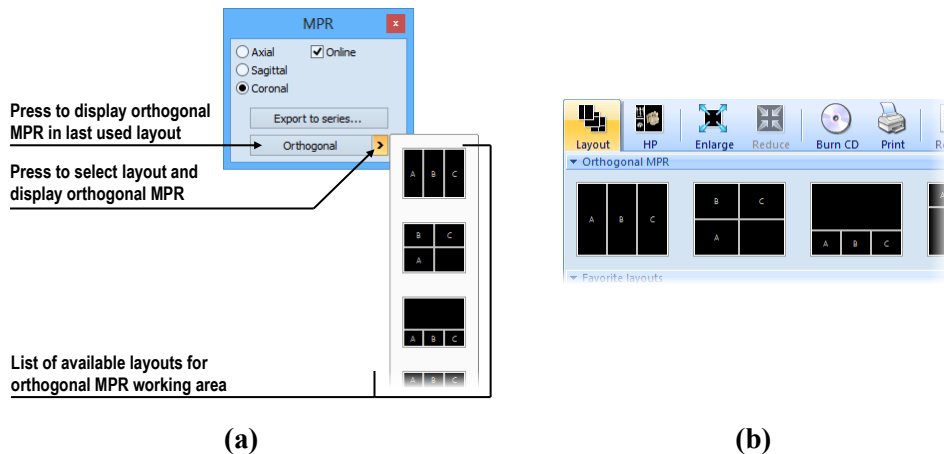 MPR
x
Axial
Online
Sagittal
Coronal
Export to series...
Orthogonal
>
Press to display orthogonal
MPR in last used layout
Press to select layout and
display orthogonal MPR
List of available layouts for
orthogonal MPR working area
A B C
B C
A
A B C
A B C
(a)
Layout HP Enlarge Reduce Burn CD Print
Orthogonal MPR
A B C
B C
A
A B C
A
Favorite layouts
(b)